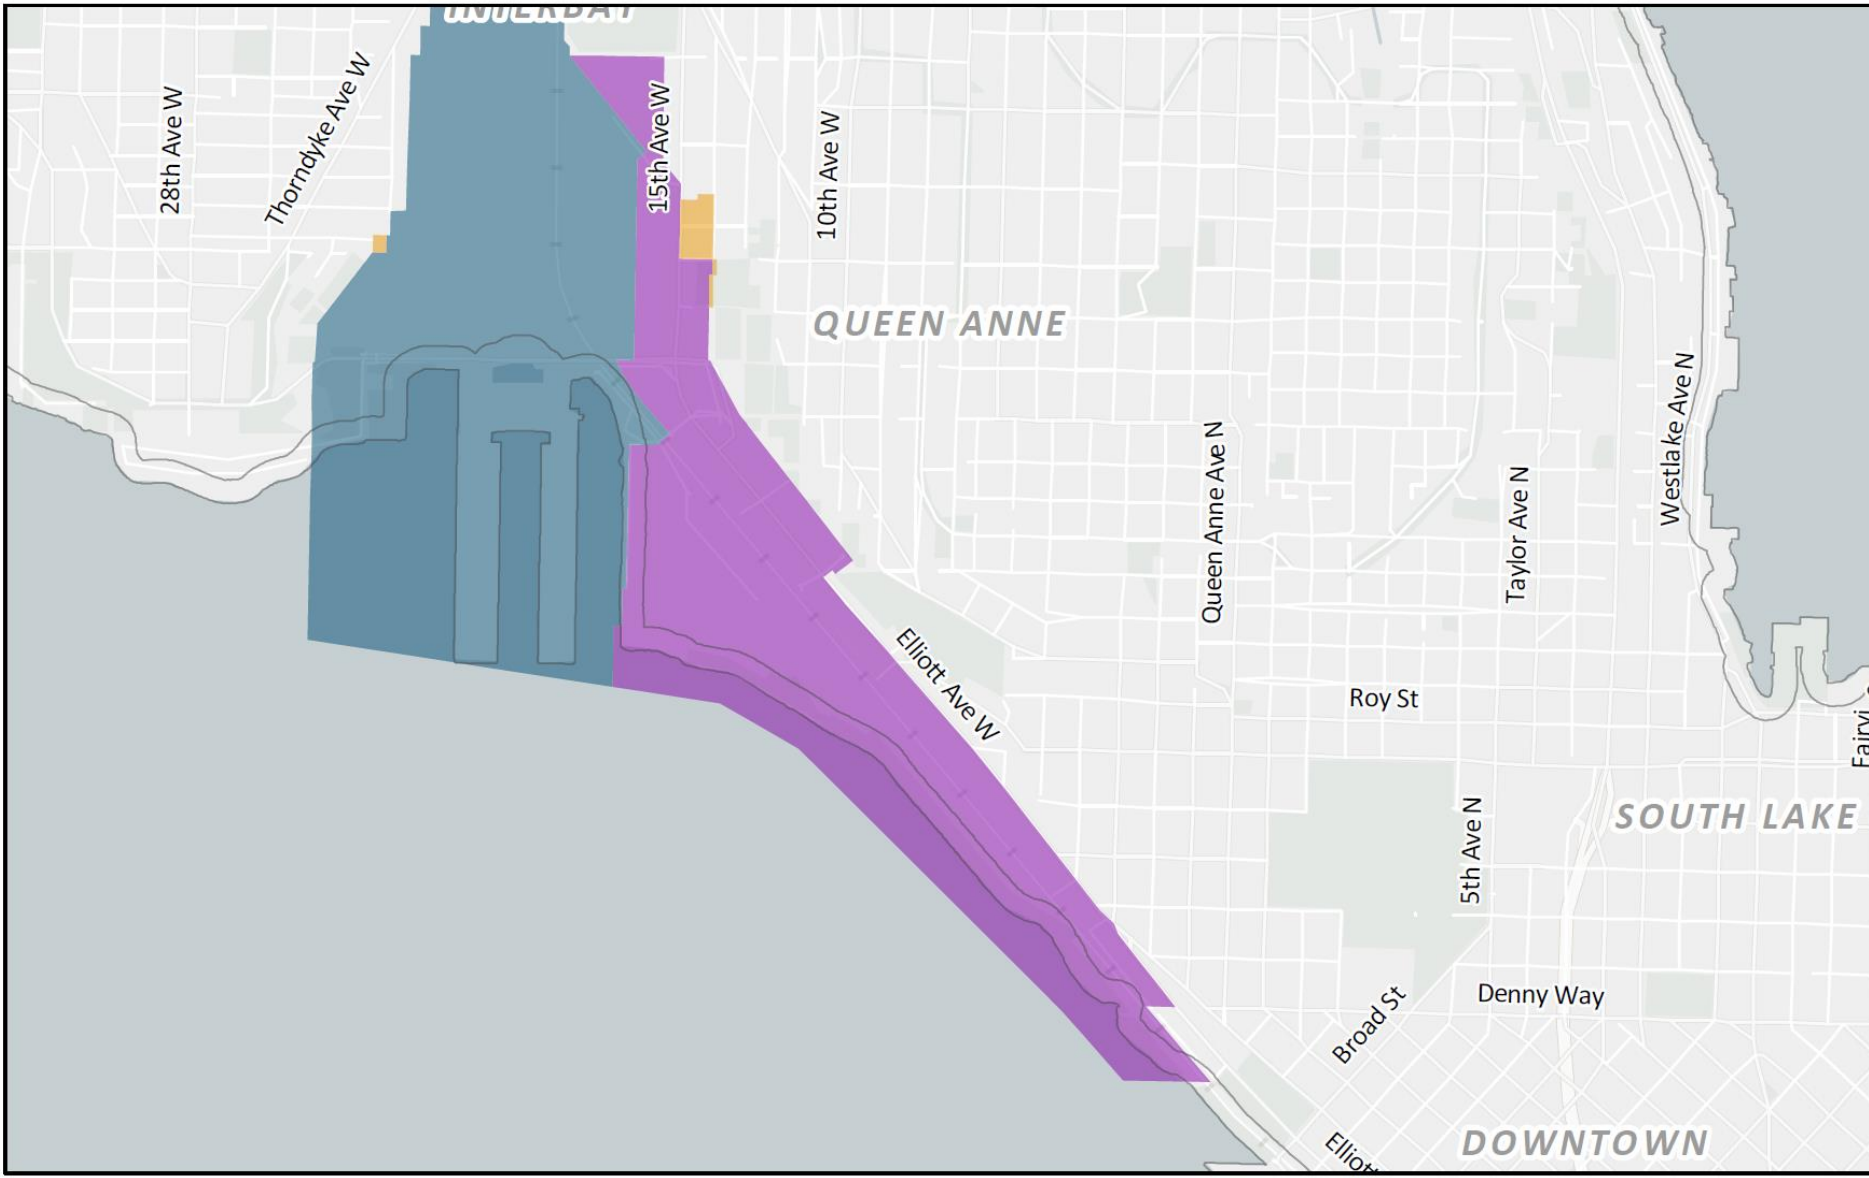 INTERBAY
28th Ave W
Thorndyke Ave W
15th Ave W
10th Ave W
QUEEN ANNE
Queen Anne Ave N
Taylor Ave N
Westlake Ave N
Elliott Ave W
Roy St
5th Ave N
SOUTH LAKE
Broad St
Denny Way
DOWNTOWN